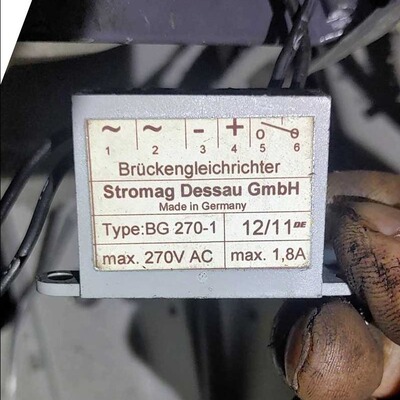 ~ ~ - + o o
1 2 3 4 5 6
Brückengleichrichter
Stromag Dessau GmbH
Made in Germany
Type:BG 270-1 12/11 DE
max. 270V AC max. 1,8A